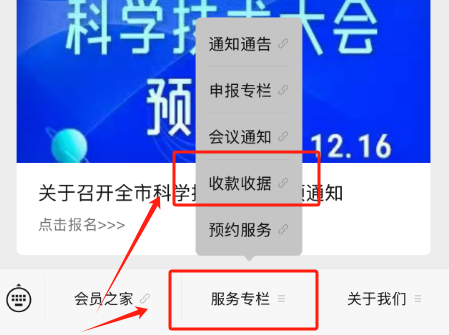 科学技术大会
预
12.16
通知通告
申报专栏
会议通知
收款收据
预约服务
关于召开全市科学技 预通知
点击报名>>>
会员之家
服务专栏
关于我们